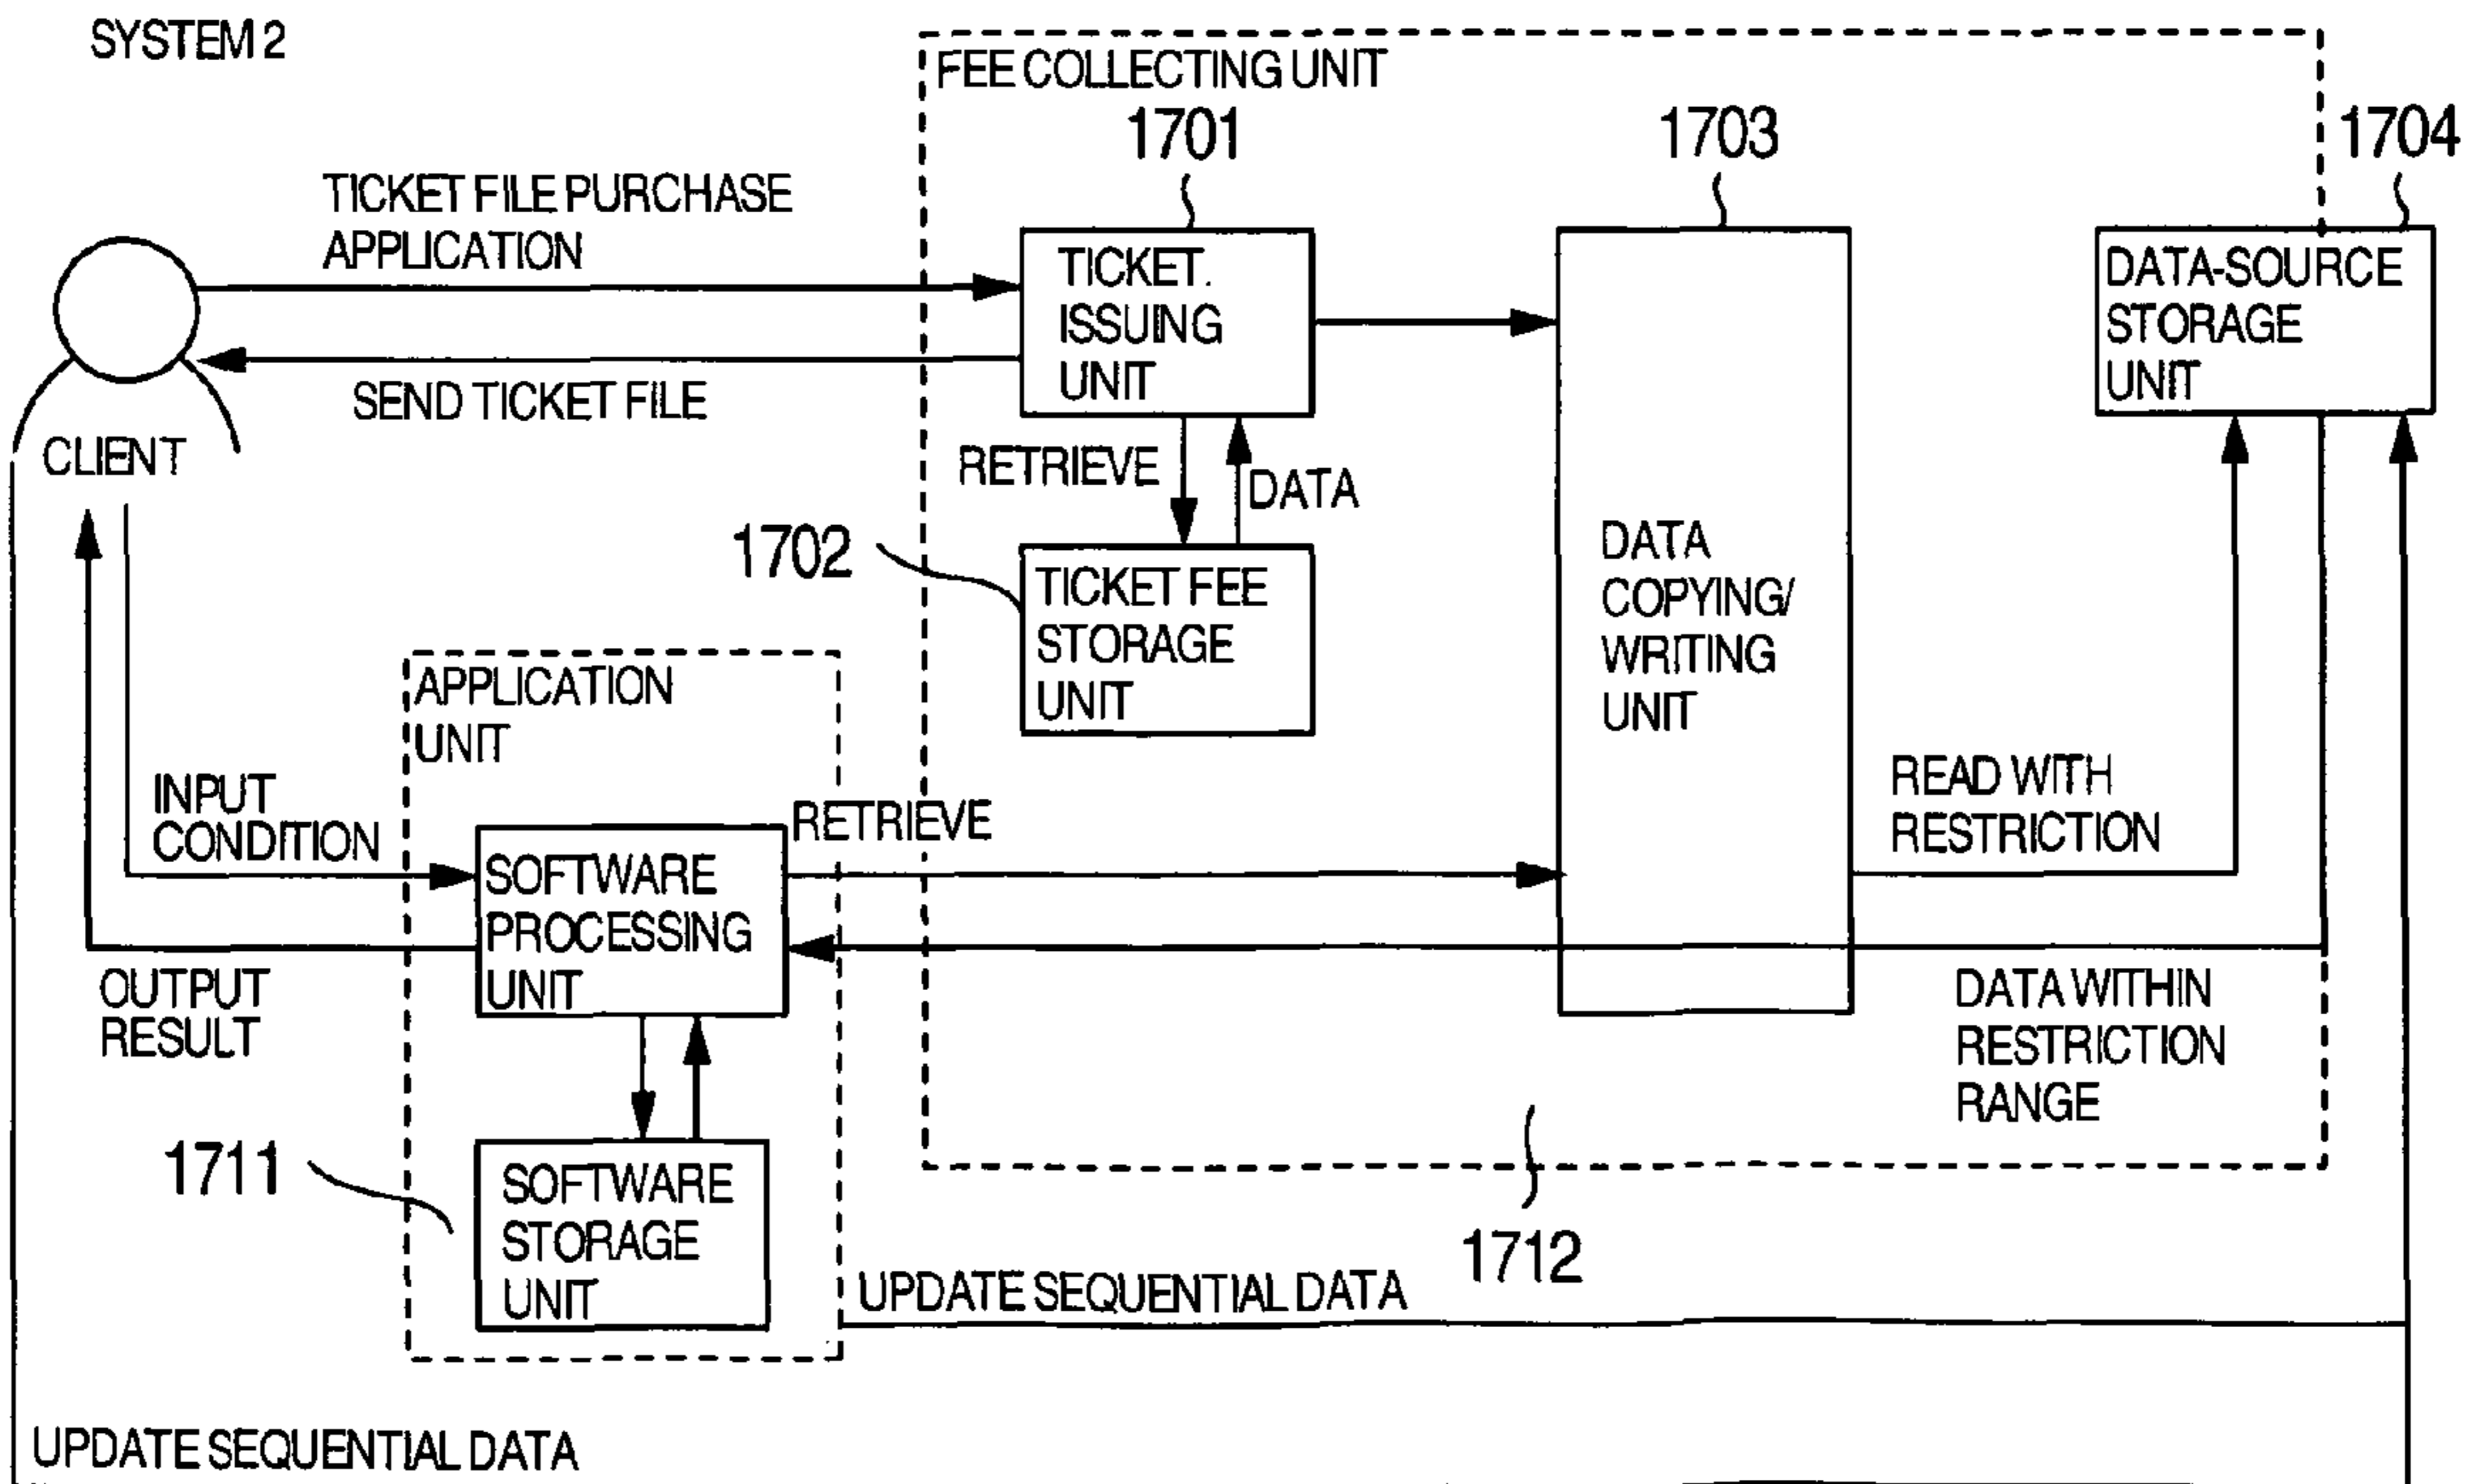 SYSTEM 2
FEE COLLECTING UNIT
1701
1703
1704
TICKET FILE PURCHASE
APPLICATION
TICKET.
ISSUING
UNIT
DATA-SOURCE
STORAGE
UNIT
SEND TICKET FILE
CLIENT
RETRIEVE
DATA
1702
TICKET FEE
STORAGE
UNIT
DATA
COPYING/
WRITING
UNIT
APPLICATION
UNIT
INPUT
CONDITION
RETRIEVE
READ WITH
RESTRICTION
SOFTWARE
PROCESSING
UNIT
OUTPUT
RESULT
DATA WITHIN
RESTRICTION
RANGE
1711
SOFTWARE
STORAGE
UNIT
1712
UPDATE SEQUENTIAL DATA
UPDATE SEQUENTIAL DATA